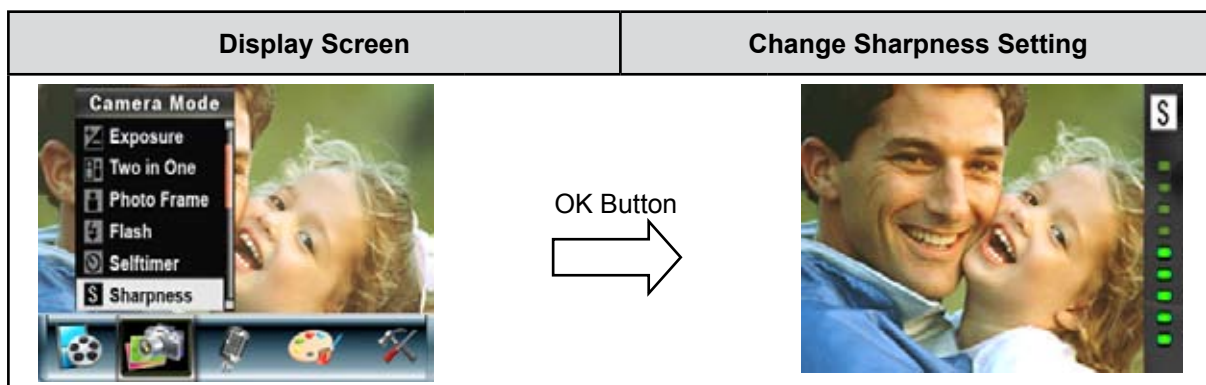 Display Screen
Change Sharpness Setting
Camera Mode
Exposure
Two in One
Photo Frame
Flash
Selftimer
S Sharpness
OK Button
S